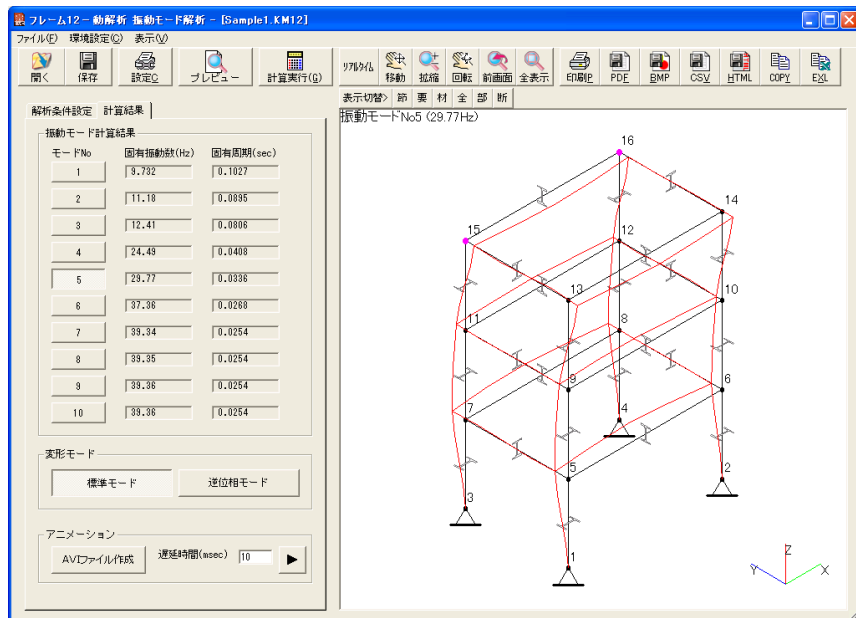 フレーム12－動解析 振動モード解析 - [Sample1.KM12]
ファイル(F) 環境設定(C) 表示(V)
開く 保存 設定C プレビュー 計算実行(G) リアルタイム 移動 拡縮 回転 前画面 全表示 印刷P PDF BMP CSV HTML COPY EXL
表示切替> 節 要 材 全 部 断
解析条件設定 計算結果
振動モードNo5 (29.77Hz)
振動モード計算結果
モードNo 固有振動数(Hz) 固有周期(sec)
1 9.732 0.1027
2 11.18 0.0895
3 12.41 0.0806
4 24.49 0.0408
5 29.77 0.0336
6 37.36 0.0268
7 39.34 0.0254
8 39.35 0.0254
9 39.36 0.0254
10 39.36 0.0254
変形モード
標準モード 逆位相モード
アニメーション
AVIファイル作成 遅延時間(msec) 10
16
14
15
12
13
10
11
8
9
6
7
4
5
2
3
1
Z
Y
X